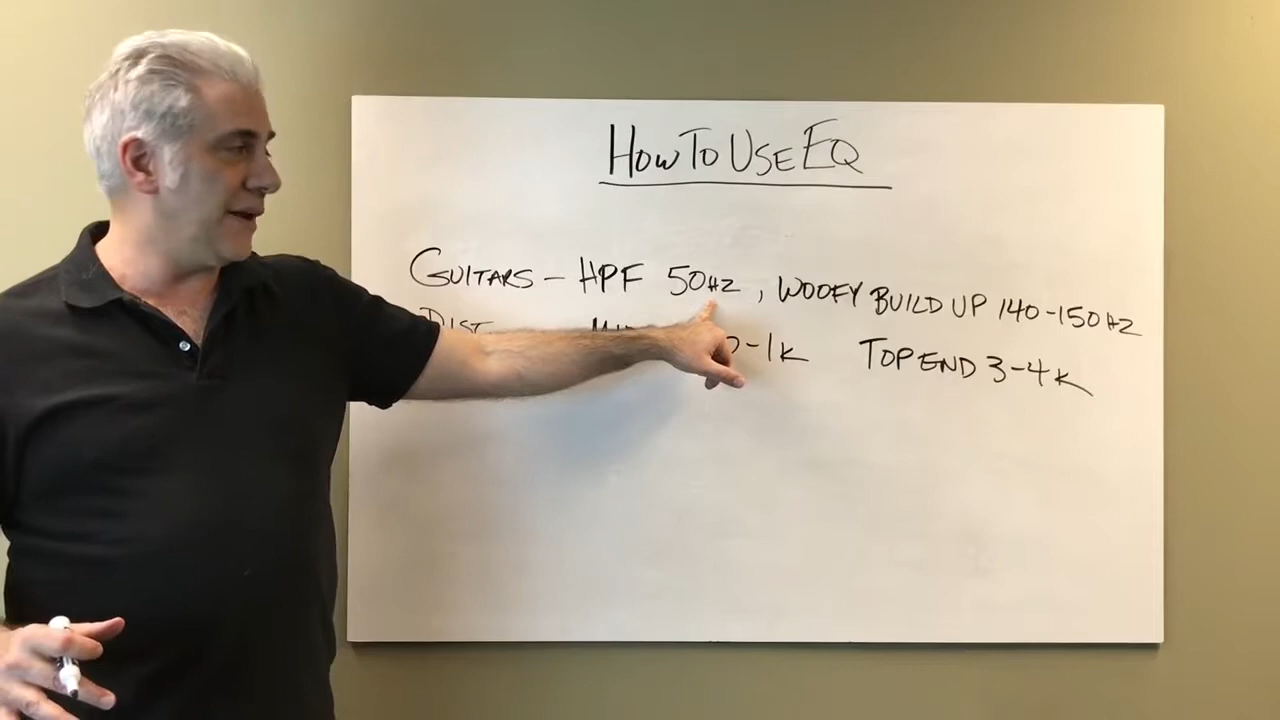 How To Use EQ
GUITARS - HPF 50Hz, WOOFY BUILD UP 140-150Hz
DIST -1K TOP END 3-4K